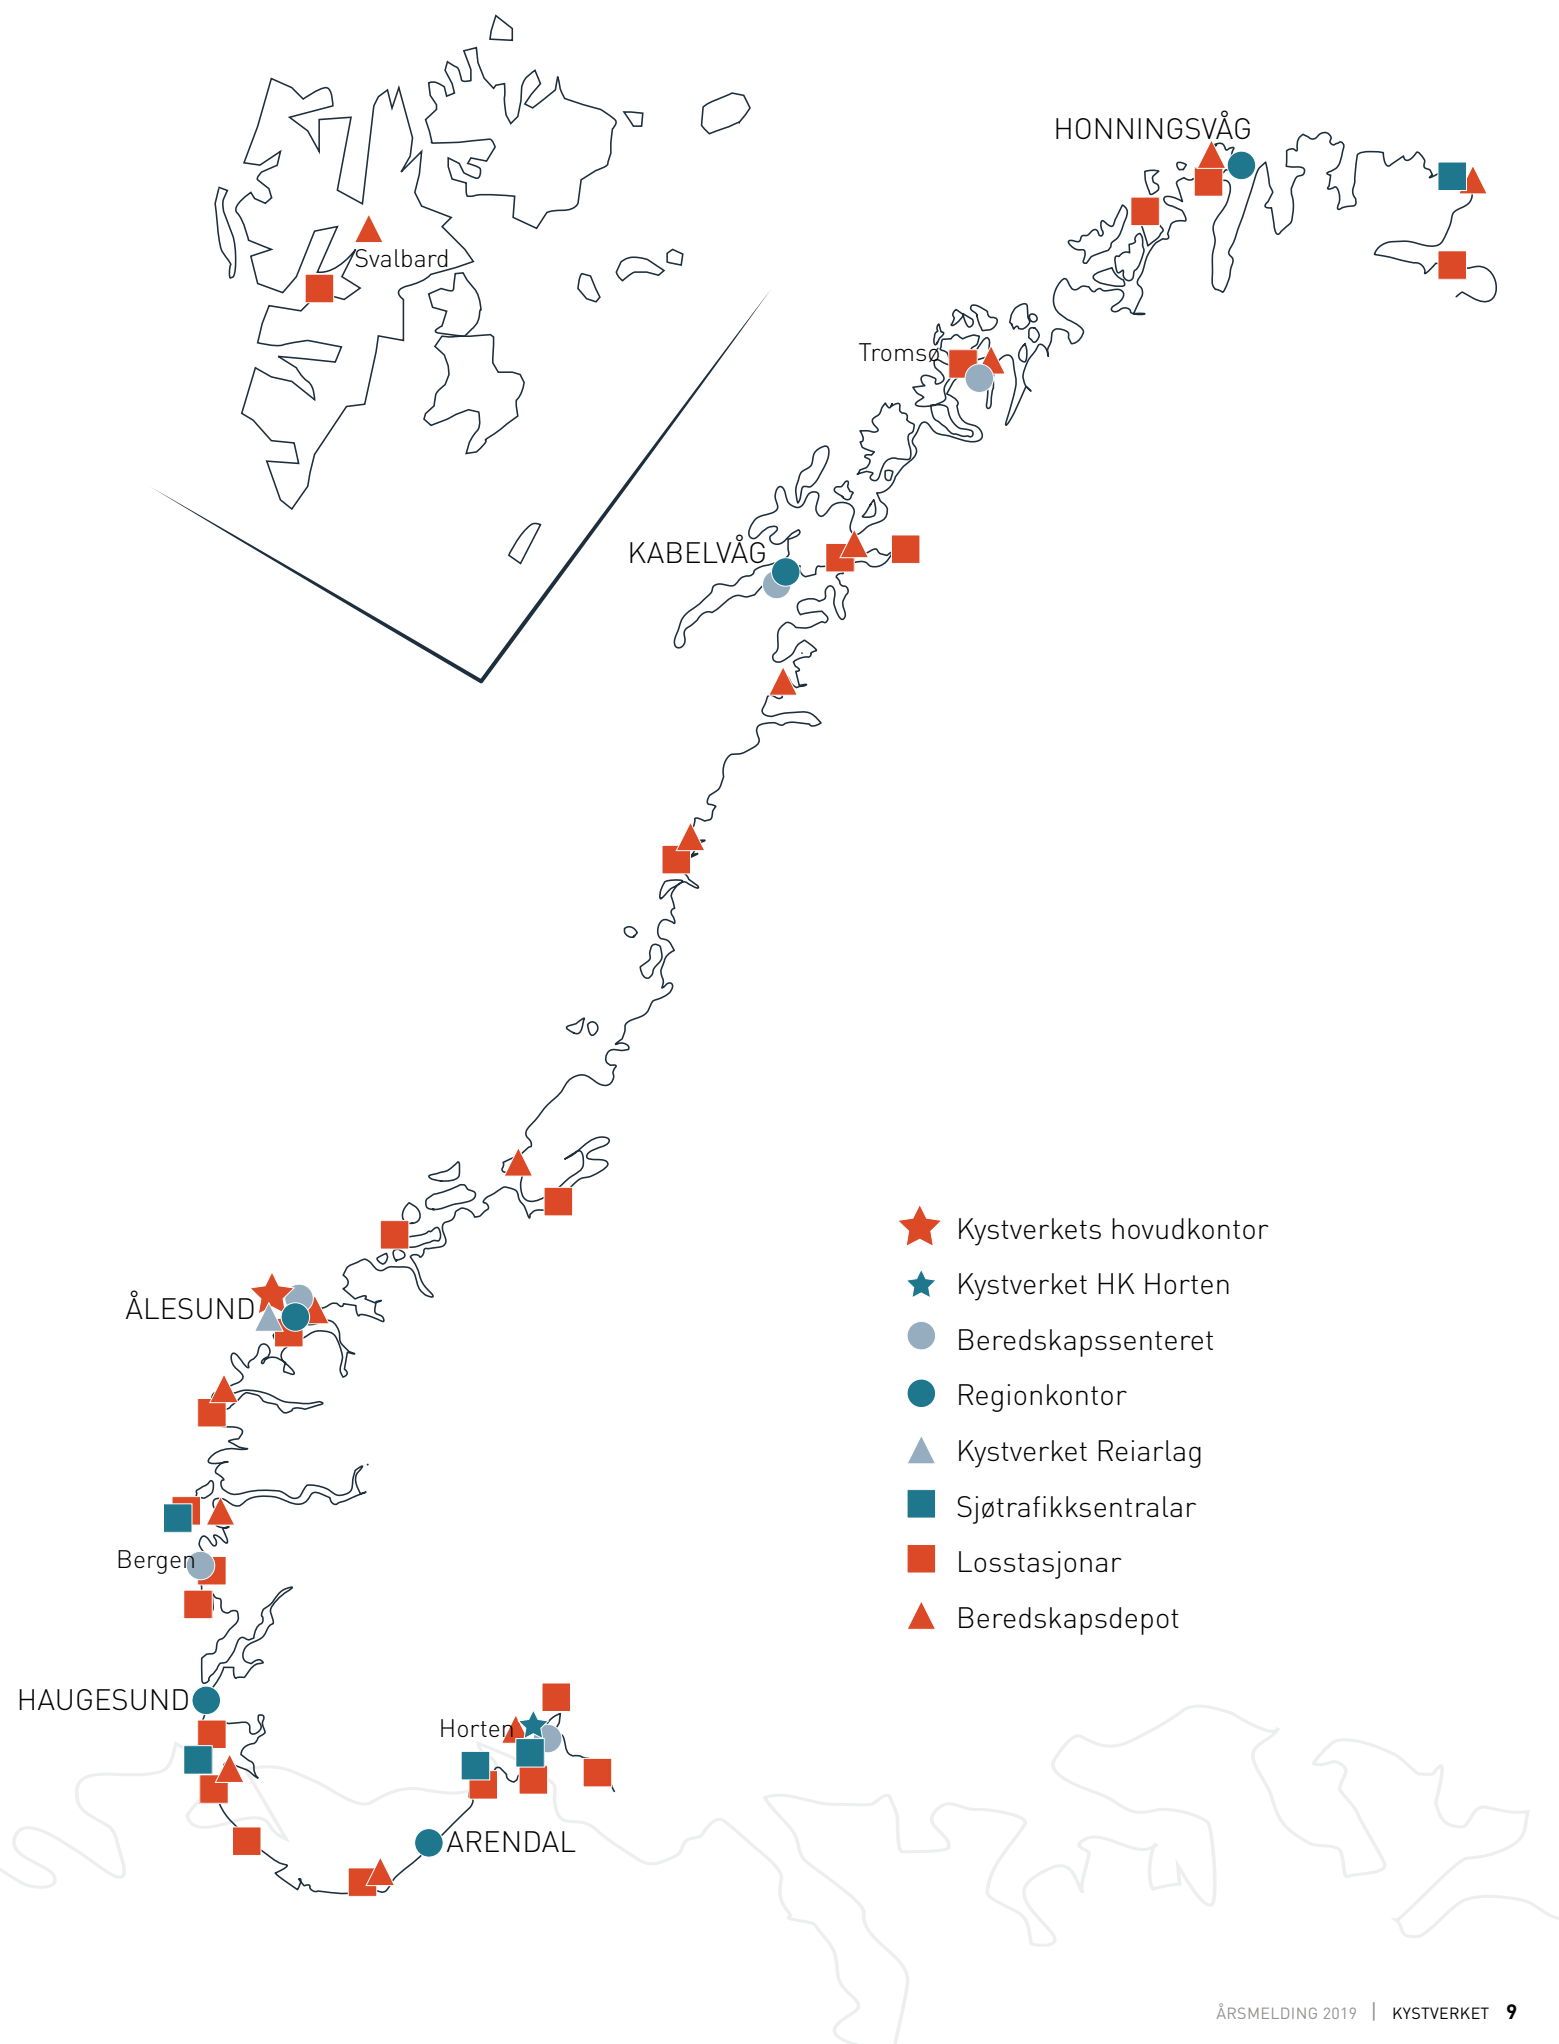 HONNINGSVÅG
Svalbard
Tromsø
KABELVÅG
Kystverkets hovudkontor
Kystverket HK Horten
ÅLESUND
Beredskapssenteret
Regionkontor
Kystverket Reiarlag
Sjøtrafikksentralar
Bergen
Losstasjonar
Beredskapsdepot
HAUGESUND
Horten
ARENDAL
ÅRSMELDING 2019 | KYSTVERKET 9